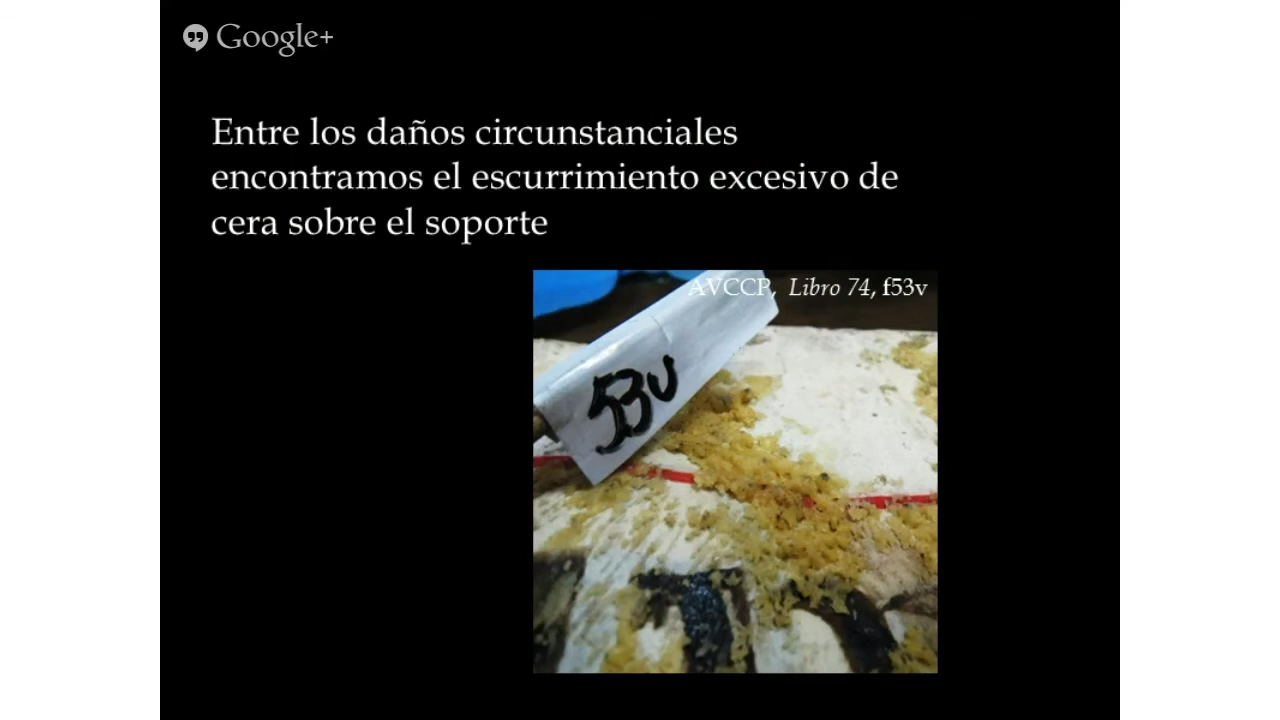 Google+
Entre los daños circunstanciales
encontramos el escurrimiento excesivo de
cera sobre el soporte
AVCCP, Libro 74, f53v
53v